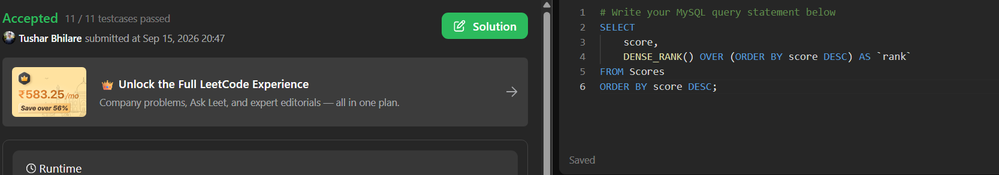 Accepted 11 / 11 testcases passed
Solution
Tushar Bhilare submitted at Sep 15, 2026 20:47
₹583.25/mo
Save over 56%
Unlock the Full LeetCode Experience
Company problems, Ask Leet, and expert editorials — all in one plan.
Runtime
1 # Write your MySQL query statement below
2 SELECT
3     score,
4     DENSE_RANK() OVER (ORDER BY score DESC) AS `rank`
5 FROM Scores
6 ORDER BY score DESC;
Saved